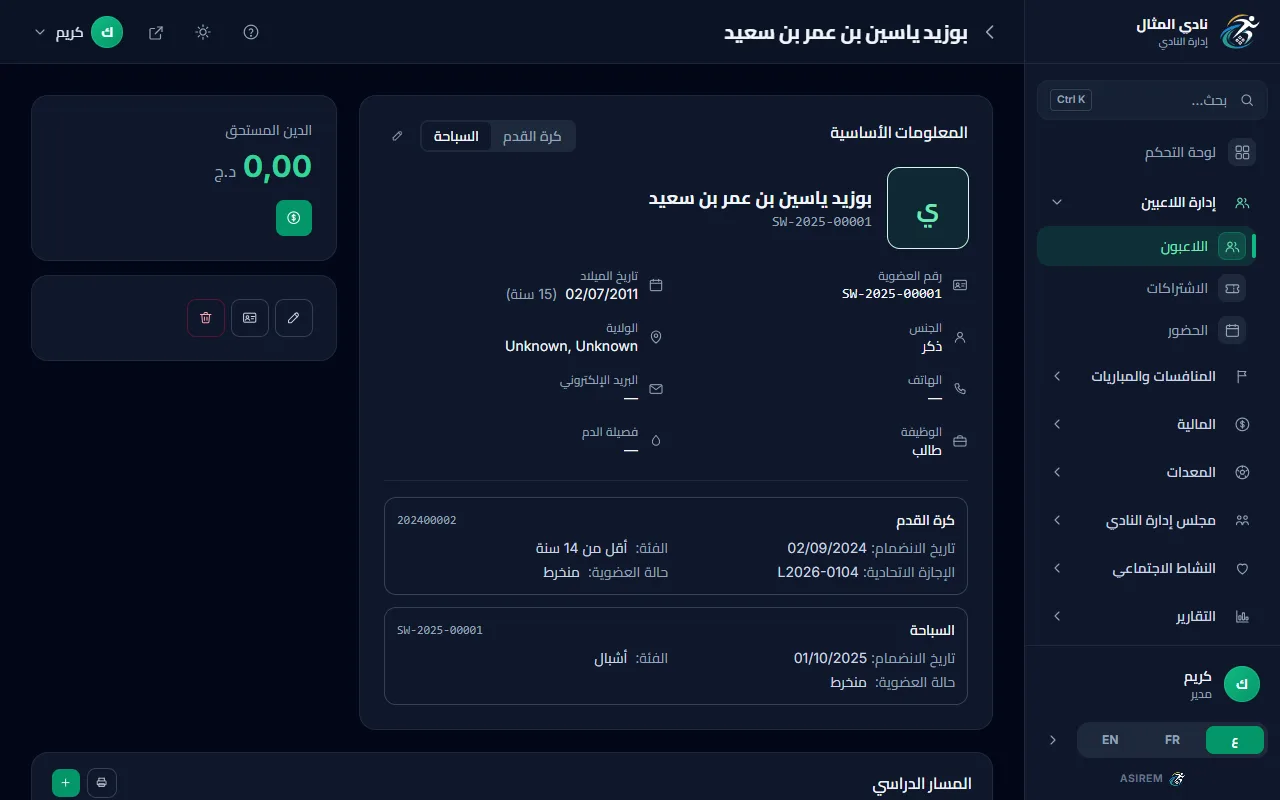 نادي المثال
إدارة النادي
بحث...
Ctrl K
لوحة التحكم
إدارة اللاعبين
اللاعبون
الاشتراكات
الحضور
المنافسات والمباريات
المالية
المعدات
مجلس إدارة النادي
النشاط الاجتماعي
التقارير
ك
كريم
مدير
ع
FR
EN
ASIREM
بوزيد ياسين بن عمر بن سعيد
ك
كريم
المعلومات الأساسية
كرة القدم
السباحة
ي
بوزيد ياسين بن عمر بن سعيد
SW-2025-00001
رقم العضوية
SW-2025-00001
تاريخ الميلاد
02/07/2011 (15 سنة)
الجنس
ذكر
الولاية
Unknown, Unknown
الهاتف
—
البريد الإلكتروني
—
الوظيفة
طالب
فصيلة الدم
—
كرة القدم
202400002
تاريخ الانضمام: 02/09/2024
الفئة: أقل من 14 سنة
الإجازة الاتحادية: L2026-0104
حالة العضوية: منخرط
السباحة
SW-2025-00001
تاريخ الانضمام: 01/10/2025
الفئة: أشبال
حالة العضوية: منخرط
الدين المستحق
0,00 د.ج
المسار الدراسي